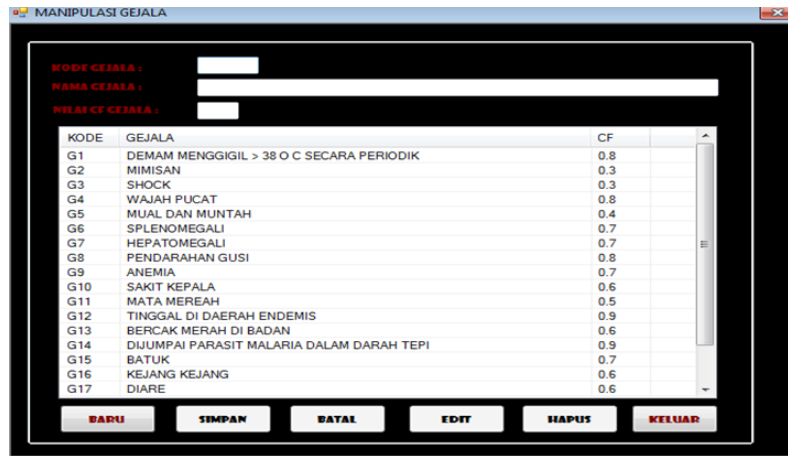 MANIPULASI GEJALA
KODE GEJALA :
NAMA GEJALA :
NILAI CF GEJALA :
KODE GEJALA CF
G1 DEMAM MENGGIGIL > 38 O C SECARA PERIODIK 0.8
G2 MIMISAN 0.3
G3 SHOCK 0.3
G4 WAJAH PUCAT 0.8
G5 MUAL DAN MUNTAH 0.4
G6 SPLENOMEGALI 0.7
G7 HEPATOMEGALI 0.7
G8 PENDARAHAN GUSI 0.8
G9 ANEMIA 0.7
G10 SAKIT KEPALA 0.6
G11 MATA MEREAH 0.5
G12 TINGGAL DI DAERAH ENDEMIS 0.9
G13 BERCAK MERAH DI BADAN 0.6
G14 DIJUMPAI PARASIT MALARIA DALAM DARAH TEPI 0.9
G15 BATUK 0.7
G16 KEJANG KEJANG 0.6
G17 DIARE 0.6
BARU SIMPAN BATAL EDIT HAPUS KELUAR